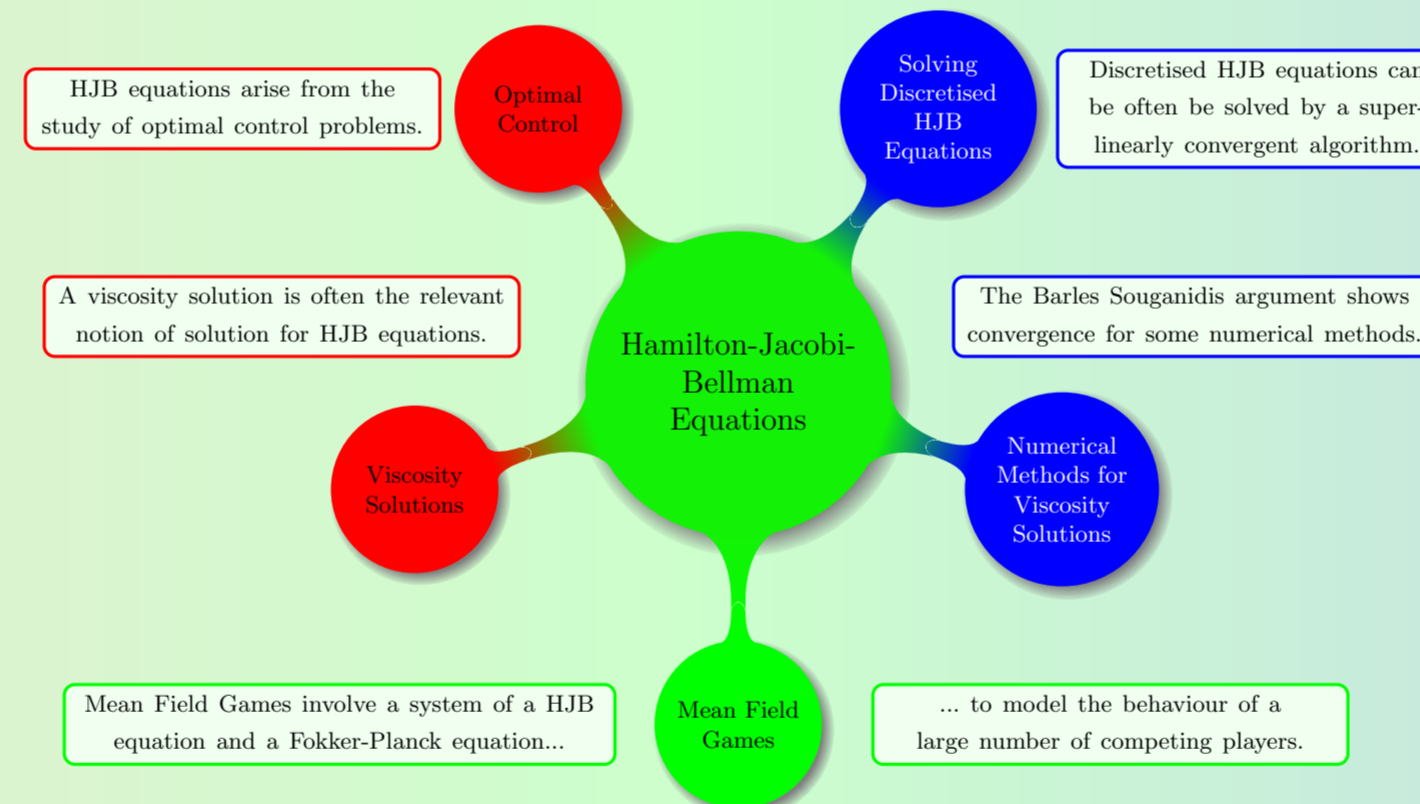 HJB equations arise from the
study of optimal control problems.
Optimal
Control
Solving
Discretised
HJB
Equations
Discretised HJB equations can
be often be solved by a super-
linearly convergent algorithm.
A viscosity solution is often the relevant
notion of solution for HJB equations.
Hamilton-Jacobi-
Bellman
Equations
The Barles Souganidis argument shows
convergence for some numerical methods.
Viscosity
Solutions
Numerical
Methods for
Viscosity
Solutions
Mean Field Games involve a system of a HJB
equation and a Fokker-Planck equation...
Mean Field
Games
... to model the behaviour of a
large number of competing players.